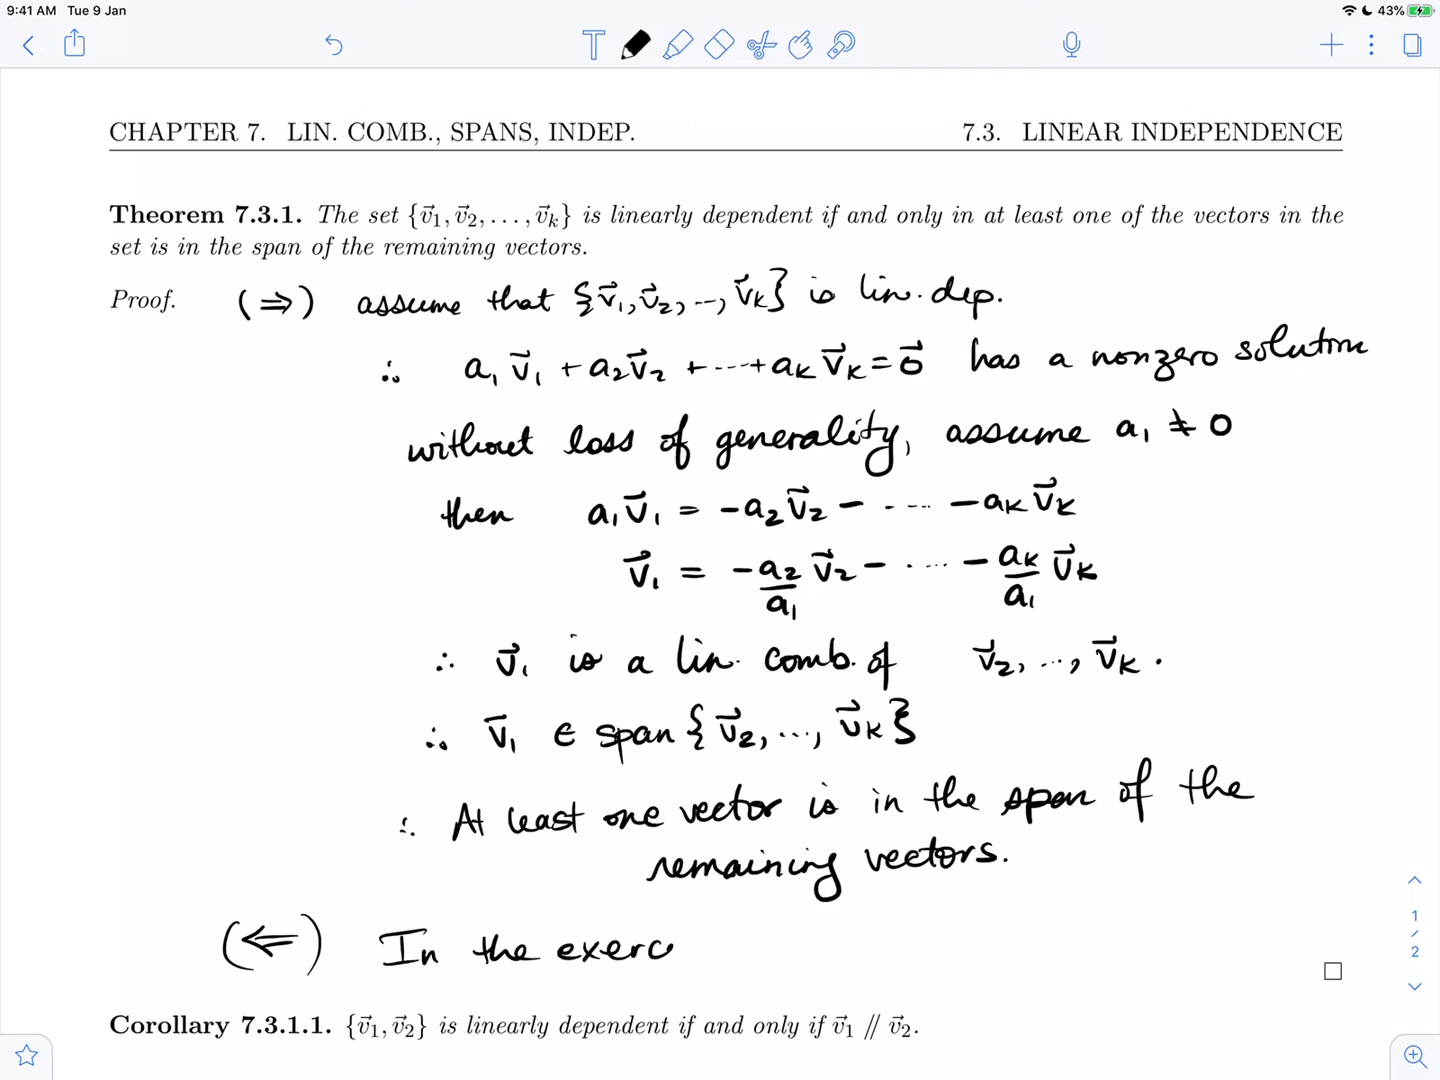 9:41 AM Tue 9 Jan
43%
CHAPTER 7. LIN. COMB., SPANS, INDEP. 7.3. LINEAR INDEPENDENCE
Theorem 7.3.1. The set {v⃗₁, v⃗₂, …, v⃗ₖ} is linearly dependent if and only in at least one of the vectors in the
set is in the span of the remaining vectors.
Prof. (⇒) assume that {v⃗₁, v⃗₂, …, v⃗ₖ} is lin. dep.
∴ a₁v⃗₁ + a₂v⃗₂ + ⋯ + aₖv⃗ₖ = 0⃗ has a nonzero solution
without loss of generality, assume a₁ ≠ 0
then a₁v⃗₁ = -a₂v⃗₂ - ⋯ - aₖv⃗ₖ
v⃗₁ = -a₂/a₁ v⃗₂ - ⋯ - aₖ/a₁ v⃗ₖ
∴ v⃗₁ is a lin. comb. of v⃗₂, …, v⃗ₖ.
∴ v⃗₁ ∈ span {v⃗₂, …, v⃗ₖ}
∴ At least one vector is in the span of the
remaining vectors.
(⇐) In the exerc
Corollary 7.3.1.1. {v⃗₁, v⃗₂} is linearly dependent if and only if v⃗₁ // v⃗₂.
1
/
2